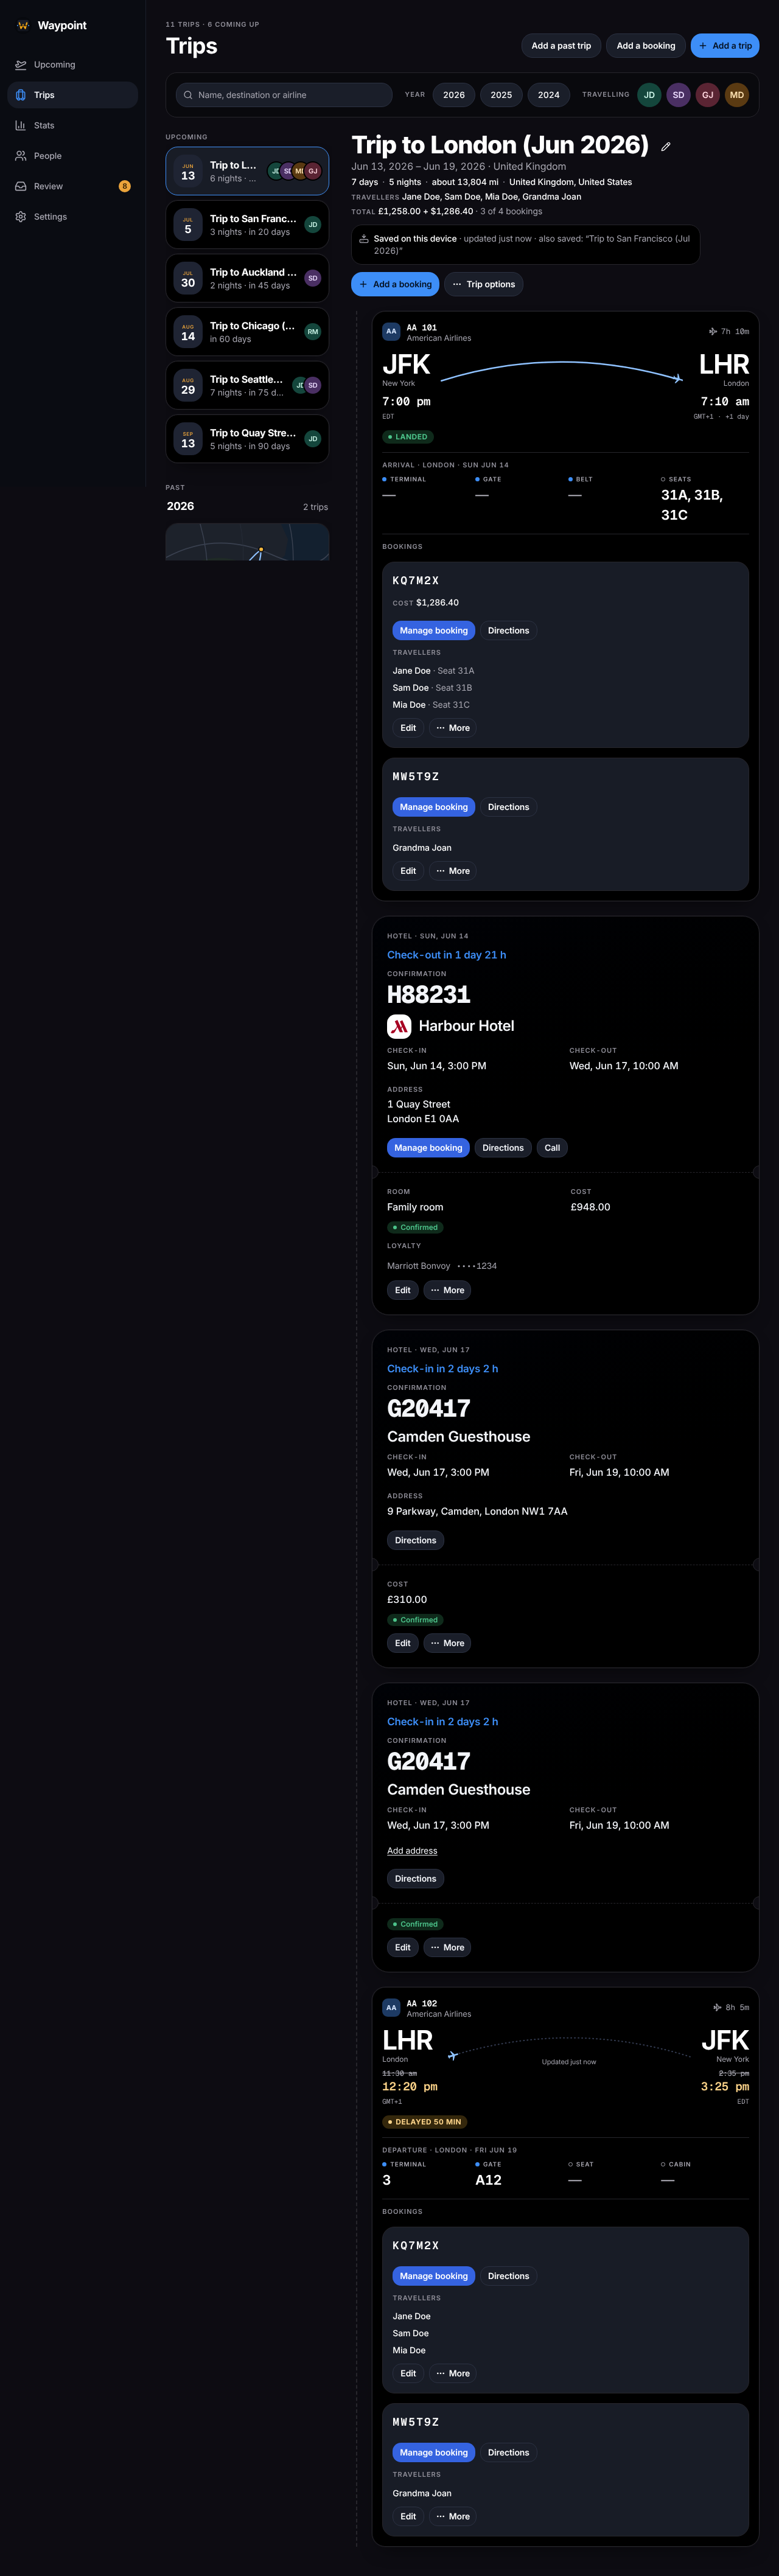 Waypoint
Upcoming
Trips
Stats
People
Review
8
Settings
11 TRIPS · 6 COMING UP
Trips
Add a past trip
Add a booking
+ Add a trip
Name, destination or airline
YEAR
2026
2025
2024
TRAVELLING
JD
SD
GJ
MD
UPCOMING
JUN
13
Trip to L...
6 nights · ...
GJ
JUL
5
Trip to San Franc...
3 nights · in 20 days
JD
JUL
30
Trip to Auckland ...
2 nights · in 45 days
SD
AUG
14
Trip to Chicago (...
in 60 days
RM
AUG
29
Trip to Seattle...
7 nights · in 75 d...
SD
SEP
13
Trip to Quay Stre...
5 nights · in 90 days
JD
PAST
2026
2 trips
Trip to London (Jun 2026)
Jun 13, 2026 – Jun 19, 2026 · United Kingdom
7 days · 5 nights · about 13,804 mi · United Kingdom, United States
TRAVELLERS Jane Doe, Sam Doe, Mia Doe, Grandma Joan
TOTAL £1,258.00 + $1,286.40 · 3 of 4 bookings
Saved on this device · updated just now · also saved: “Trip to San Francisco (Jul
2026)”
+ Add a booking
··· Trip options
AA
AA 101
American Airlines
7h 10m
JFK
LHR
New York
London
7:00 pm
7:10 am
EDT
GMT+1 · +1 day
LANDED
ARRIVAL · LONDON · SUN JUN 14
TERMINAL
GATE
BELT
SEATS
—
—
—
31A, 31B,
31C
BOOKINGS
KQ7M2X
COST $1,286.40
Manage booking
Directions
TRAVELLERS
Jane Doe · Seat 31A
Sam Doe · Seat 31B
Mia Doe · Seat 31C
Edit
··· More
MW5T9Z
Manage booking
Directions
TRAVELLERS
Grandma Joan
Edit
··· More
HOTEL · SUN, JUN 14
Check-out in 1 day 21 h
CONFIRMATION
H88231
Harbour Hotel
CHECK-IN
CHECK-OUT
Sun, Jun 14, 3:00 PM
Wed, Jun 17, 10:00 AM
ADDRESS
1 Quay Street
London E1 0AA
Manage booking
Directions
Call
ROOM
COST
Family room
£948.00
Confirmed
LOYALTY
Marriott Bonvoy ····1234
Edit
··· More
HOTEL · WED, JUN 17
Check-in in 2 days 2 h
CONFIRMATION
G20417
Camden Guesthouse
CHECK-IN
CHECK-OUT
Wed, Jun 17, 3:00 PM
Fri, Jun 19, 10:00 AM
ADDRESS
9 Parkway, Camden, London NW1 7AA
Directions
COST
£310.00
Confirmed
Edit
··· More
HOTEL · WED, JUN 17
Check-in in 2 days 2 h
CONFIRMATION
G20417
Camden Guesthouse
CHECK-IN
CHECK-OUT
Wed, Jun 17, 3:00 PM
Fri, Jun 19, 10:00 AM
Add address
Directions
Confirmed
Edit
··· More
AA
AA 102
American Airlines
8h 5m
LHR
JFK
London
New York
Updated just now
11:30 am
2:35 pm
12:20 pm
3:25 pm
GMT+1
EDT
DELAYED 50 MIN
DEPARTURE · LONDON · FRI JUN 19
TERMINAL
GATE
SEAT
CABIN
3
A12
—
—
BOOKINGS
KQ7M2X
Manage booking
Directions
TRAVELLERS
Jane Doe
Sam Doe
Mia Doe
Edit
··· More
MW5T9Z
Manage booking
Directions
TRAVELLERS
Grandma Joan
Edit
··· More